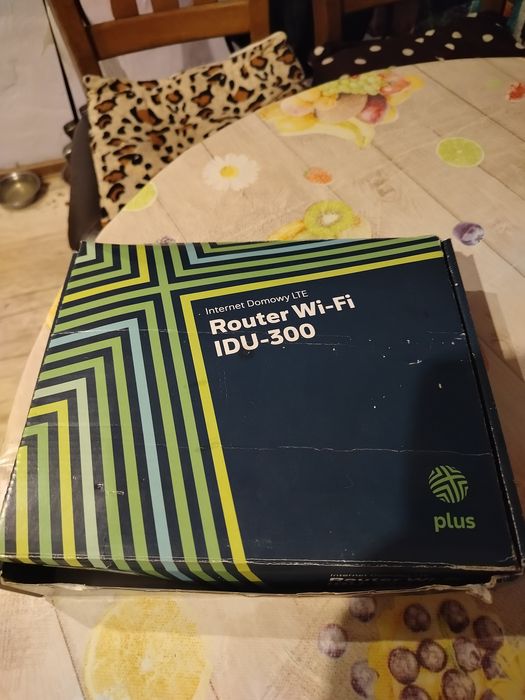 Internet Domowy LTE
Router Wi-Fi
IDU-300
plus